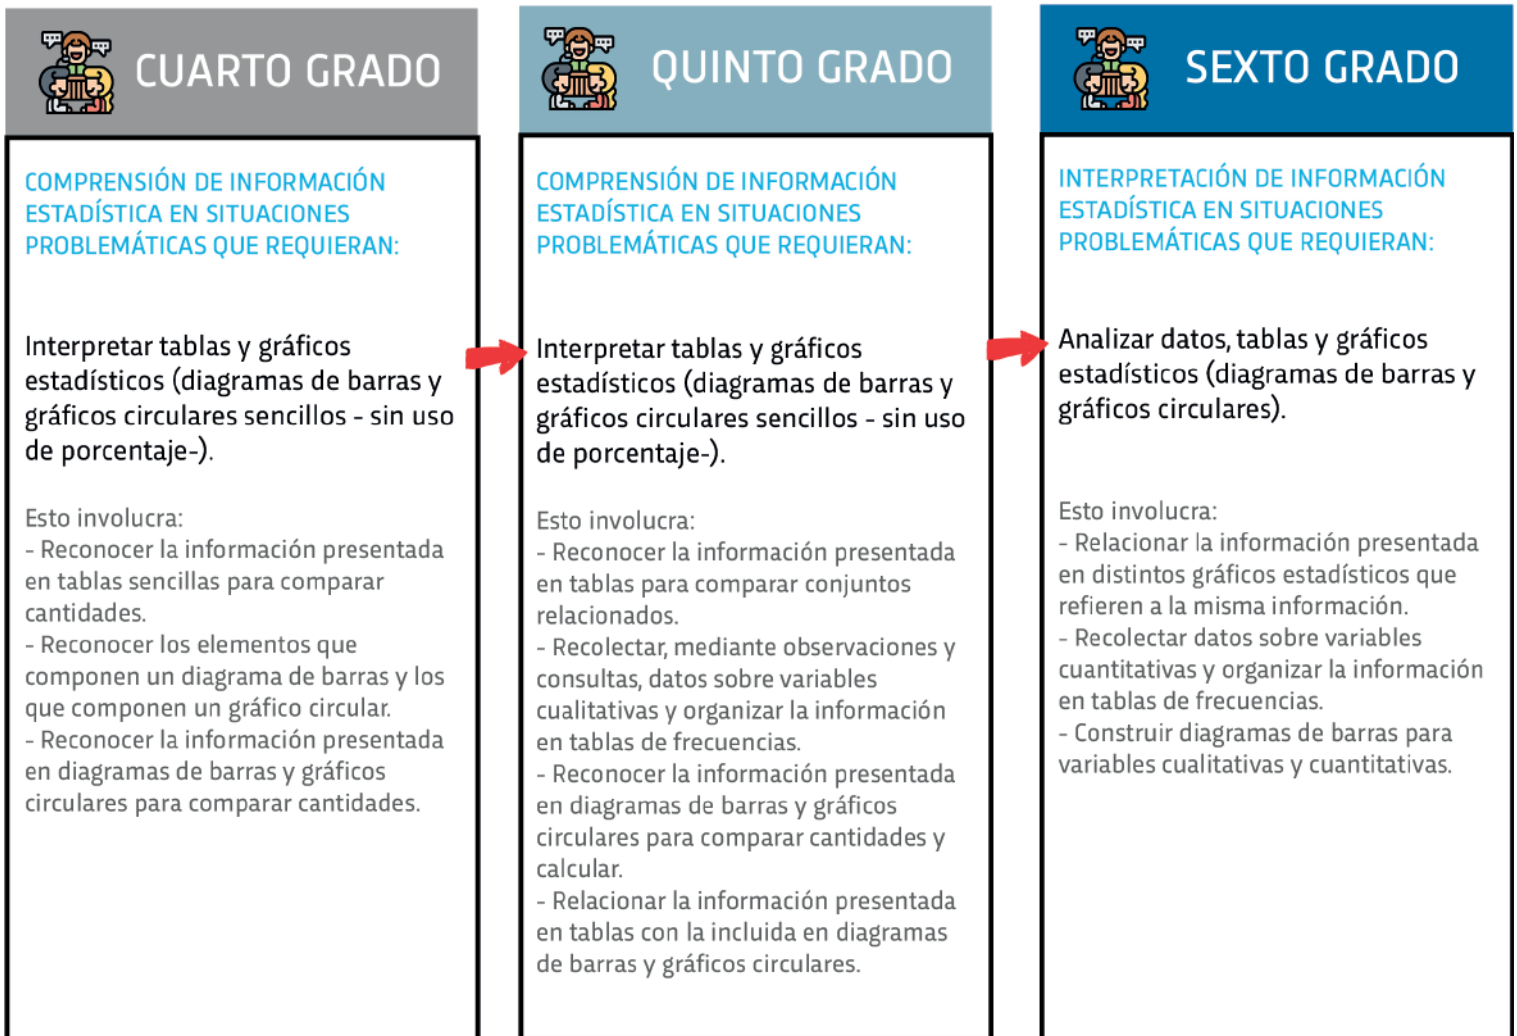 CUARTO GRADO
COMPRENSIÓN DE INFORMACIÓN
ESTADÍSTICA EN SITUACIONES
PROBLEMÁTICAS QUE REQUIERAN:
Interpretar tablas y gráficos
estadísticos (diagramas de barras y
gráficos circulares sencillos - sin uso
de porcentaje-).
Esto involucra:
- Reconocer la información presentada
en tablas sencillas para comparar
cantidades.
- Reconocer los elementos que
componen un diagrama de barras y los
que componen un gráfico circular.
- Reconocer la información presentada
en diagramas de barras y gráficos
circulares para comparar cantidades.
QUINTO GRADO
COMPRENSIÓN DE INFORMACIÓN
ESTADÍSTICA EN SITUACIONES
PROBLEMÁTICAS QUE REQUIERAN:
Interpretar tablas y gráficos
estadísticos (diagramas de barras y
gráficos circulares sencillos - sin uso
de porcentaje-).
Esto involucra:
- Reconocer la información presentada
en tablas para comparar conjuntos
relacionados.
- Recolectar, mediante observaciones y
consultas, datos sobre variables
cualitativas y organizar la información
en tablas de frecuencias.
- Reconocer la información presentada
en diagramas de barras y gráficos
circulares para comparar cantidades y
calcular.
- Relacionar la información presentada
en tablas con la incluida en diagramas
de barras y gráficos circulares.
SEXTO GRADO
INTERPRETACIÓN DE INFORMACIÓN
ESTADÍSTICA EN SITUACIONES
PROBLEMÁTICAS QUE REQUIERAN:
Analizar datos, tablas y gráficos
estadísticos (diagramas de barras y
gráficos circulares).
Esto involucra:
- Relacionar la información presentada
en distintos gráficos estadísticos que
refieren a la misma información.
- Recolectar datos sobre variables
cuantitativas y organizar la información
en tablas de frecuencias.
- Construir diagramas de barras para
variables cualitativas y cuantitativas.